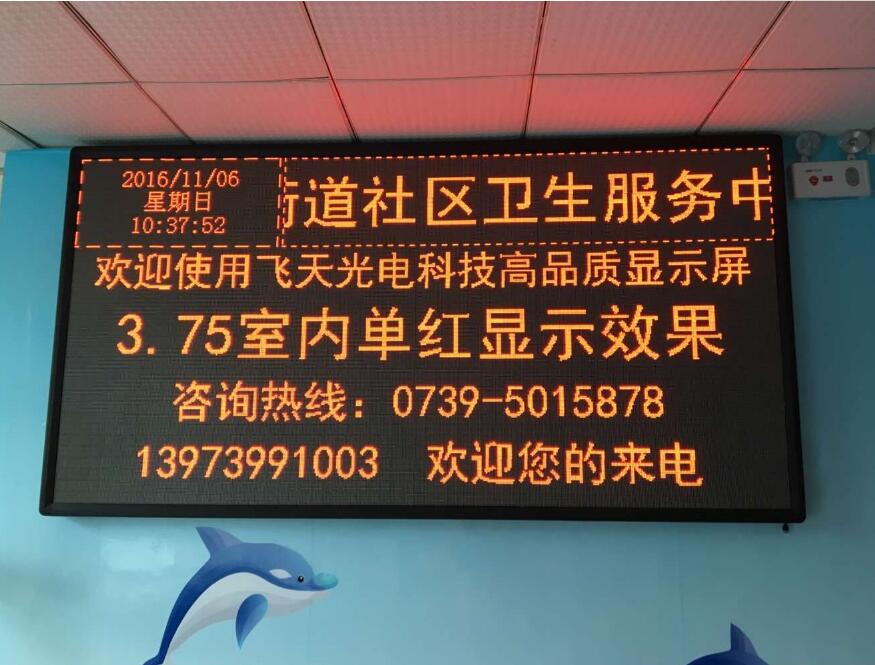 2016/11/06
星期日
10:37:52
街道社区卫生服务中
欢迎使用飞天光电科技高品质显示屏
3.75室内单红显示效果
咨询热线：0739-5015878
13973991003 欢迎您的来电